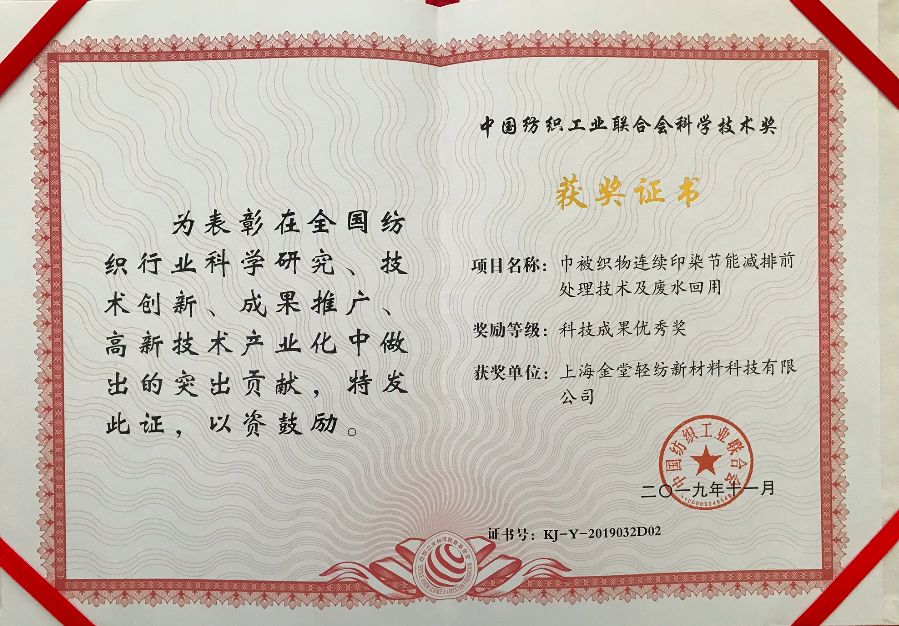 为表彰在全国纺
织行业科学研究、技
术创新、成果推广、
高新技术产业化中做
出的突出贡献，特发
此证，以资鼓励。
中国纺织工业联合会科学技术奖
获奖证书
项目名称：巾被织物连续印染节能减排前
处理技术及废水回用
奖励等级：科技成果优秀奖
获奖单位：上海金堂轻纺新材料科技有限
公司
中国纺织工业联合会
二〇一九年十一月
证书号：KJ-Y-2019032D02